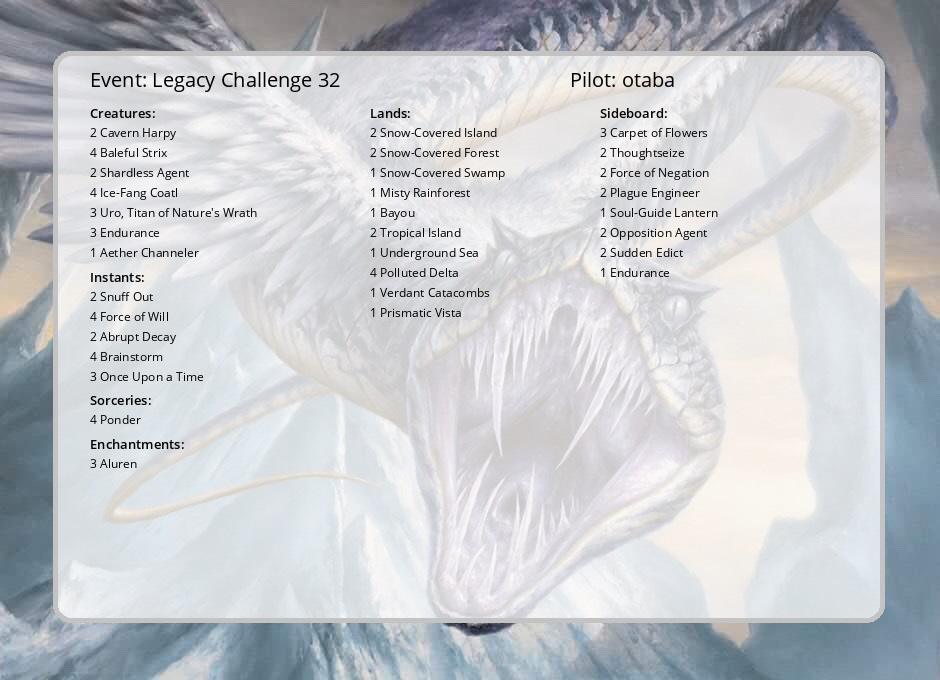 Event: Legacy Challenge 32
Pilot: otaba
Creatures:
2 Cavern Harpy
4 Baleful Strix
2 Shardless Agent
4 Ice-Fang Coatl
3 Uro, Titan of Nature's Wrath
3 Endurance
1 Aether Channeler
Instants:
2 Snuff Out
4 Force of Will
2 Abrupt Decay
4 Brainstorm
3 Once Upon a Time
Sorceries:
4 Ponder
Enchantments:
3 Aluren
Lands:
2 Snow-Covered Island
2 Snow-Covered Forest
1 Snow-Covered Swamp
1 Misty Rainforest
1 Bayou
2 Tropical Island
1 Underground Sea
4 Polluted Delta
1 Verdant Catacombs
1 Prismatic Vista
Sideboard:
3 Carpet of Flowers
2 Thoughtseize
2 Force of Negation
2 Plague Engineer
1 Soul-Guide Lantern
2 Opposition Agent
2 Sudden Edict
1 Endurance